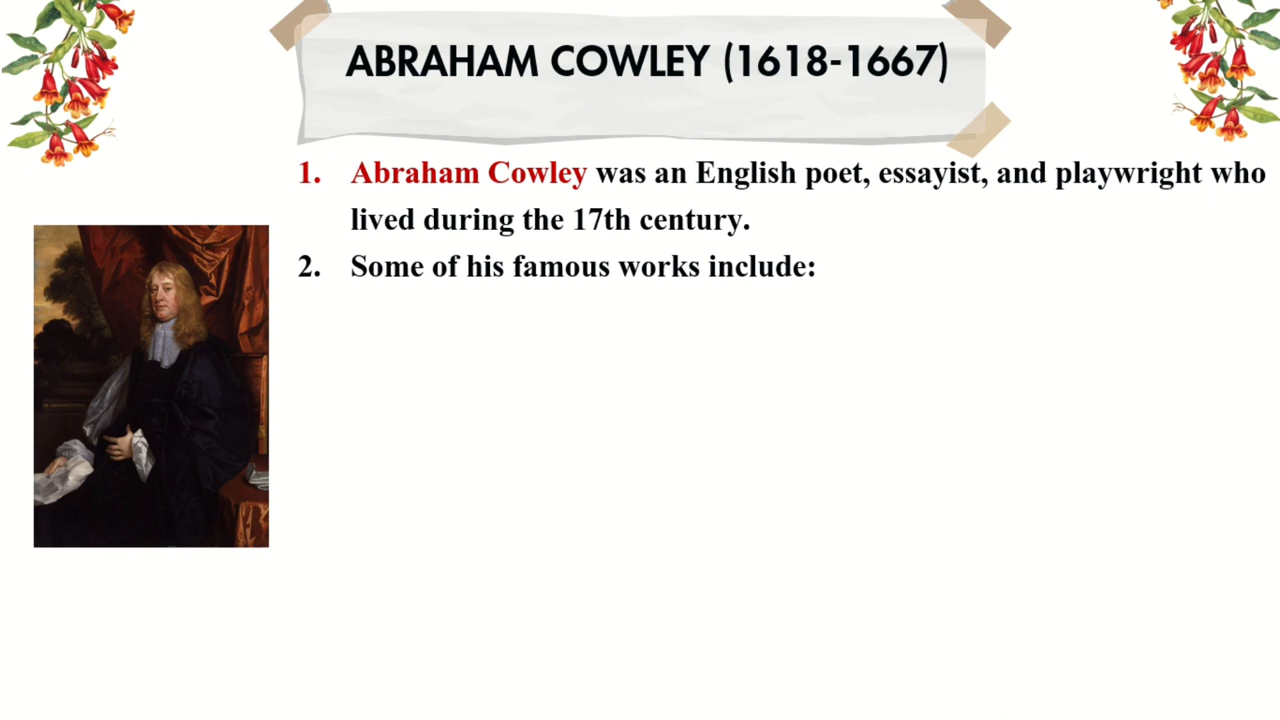 ABRAHAM COWLEY (1618-1667)
1. Abraham Cowley was an English poet, essayist, and playwright who
lived during the 17th century.
2. Some of his famous works include: